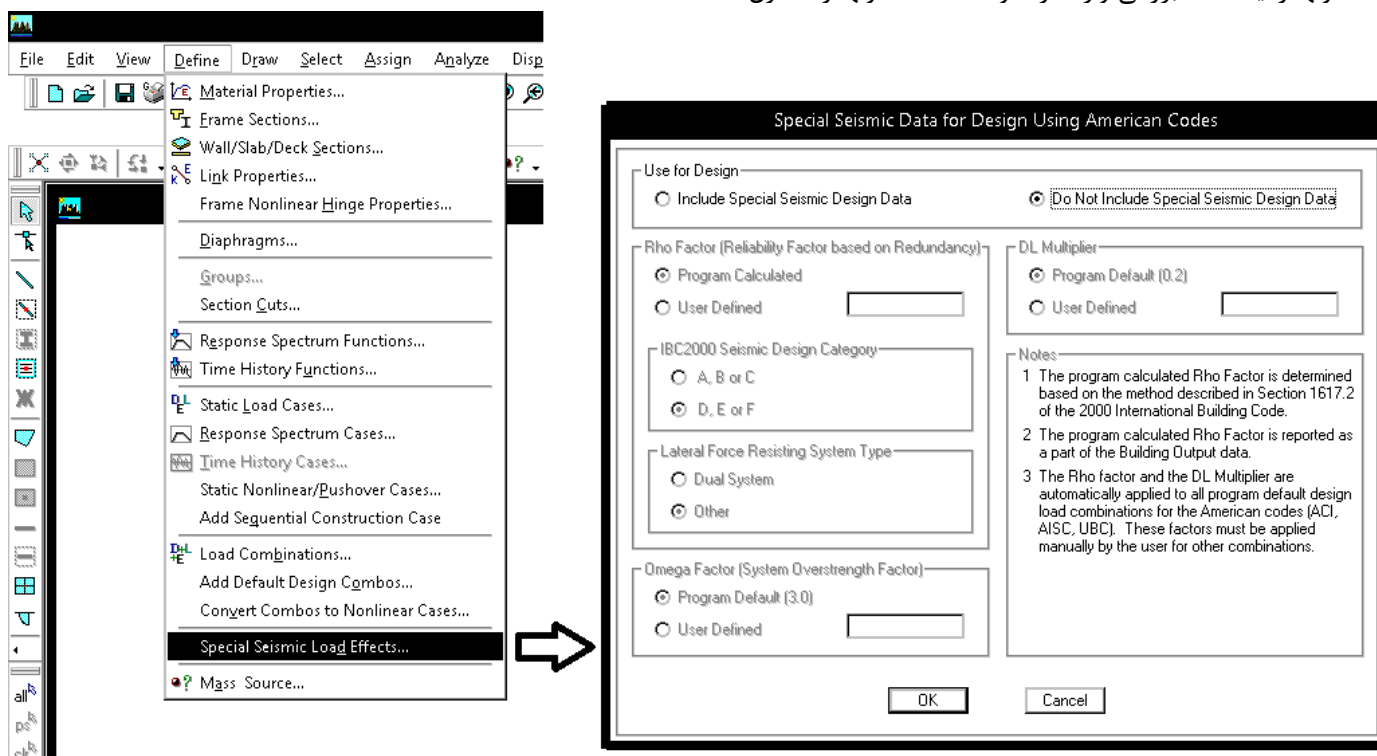 File Edit View Define Draw Select Assign Analyze Disp
Material Properties...
Frame Sections...
Wall/Slab/Deck Sections...
Link Properties...
Frame Nonlinear Hinge Properties...
Diaphragms...
Groups...
Section Cuts...
Response Spectrum Functions...
Time History Functions...
Static Load Cases...
Response Spectrum Cases...
Time History Cases...
Static Nonlinear/Pushover Cases...
Add Sequential Construction Case
Load Combinations...
Add Default Design Combos...
Convert Combos to Nonlinear Cases...
Special Seismic Load Effects...
Mass Source...
all
ps
Special Seismic Data for Design Using American Codes
Use for Design
Include Special Seismic Design Data
Do Not Include Special Seismic Design Data
Rho Factor (Reliability Factor based on Redundancy)
Program Calculated
User Defined
IBC2000 Seismic Design Category
A, B or C
D, E or F
Lateral Force Resisting System Type
Dual System
Other
Omega Factor (System Overstrength Factor)
Program Default (3.0)
User Defined
DL Multiplier
Program Default (0.2)
User Defined
Notes
1 The program calculated Rho Factor is determined
based on the method described in Section 1617.2
of the 2000 International Building Code.
2 The program calculated Rho Factor is reported as
a part of the Building Output data.
3 The Rho factor and the DL Multiplier are
automatically applied to all program default design
load combinations for the American codes (ACI,
AISC, UBC). These factors must be applied
manually by the user for other combinations.
OK
Cancel